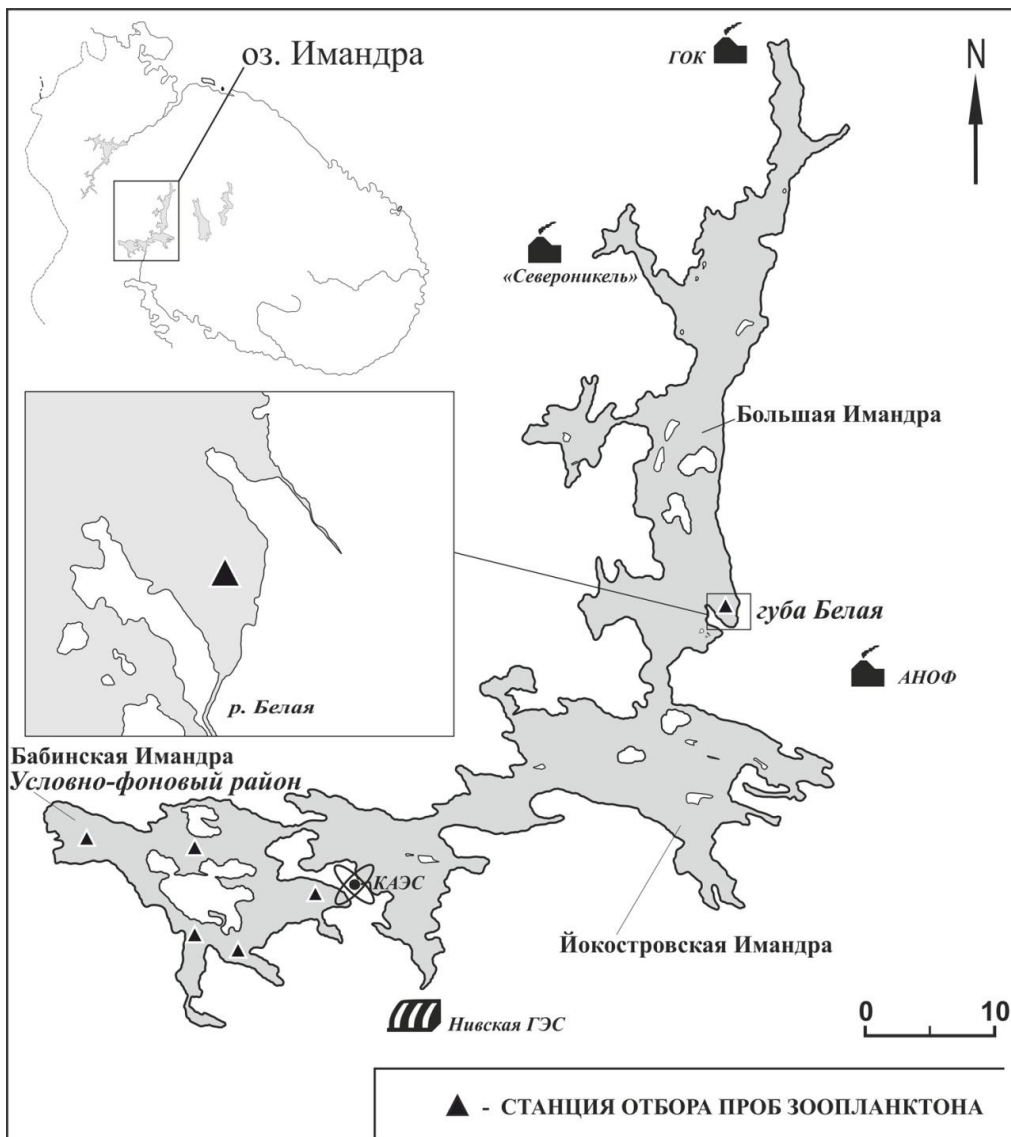 оз. Имандра
ГОК
N
«Североникель»
Большая Имандра
губа Белая
р. Белая
АНОФ
Бабинская Имандра
Условно-фоновый район
КАЭС
Йокостровская Имандра
Нивская ГЭС
0 10
- СТАНЦИЯ ОТБОРА ПРОБ ЗООПЛАНКТОНА